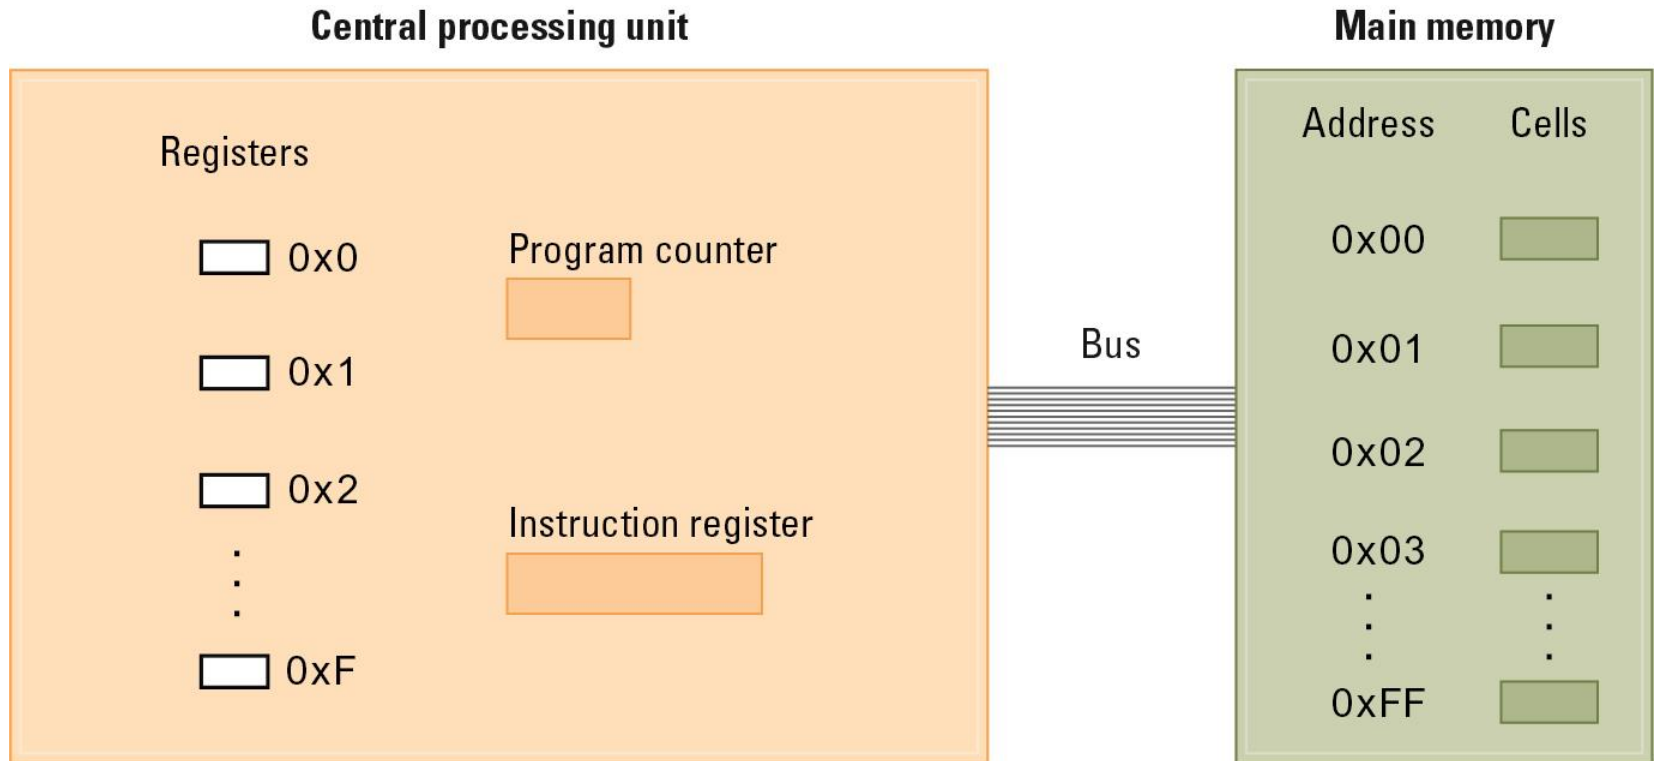 Central processing unit
Main memory
Registers
0x0
0x1
0x2
0xF
Program counter
Instruction register
Bus
Address Cells
0x00
0x01
0x02
0x03
0xFF